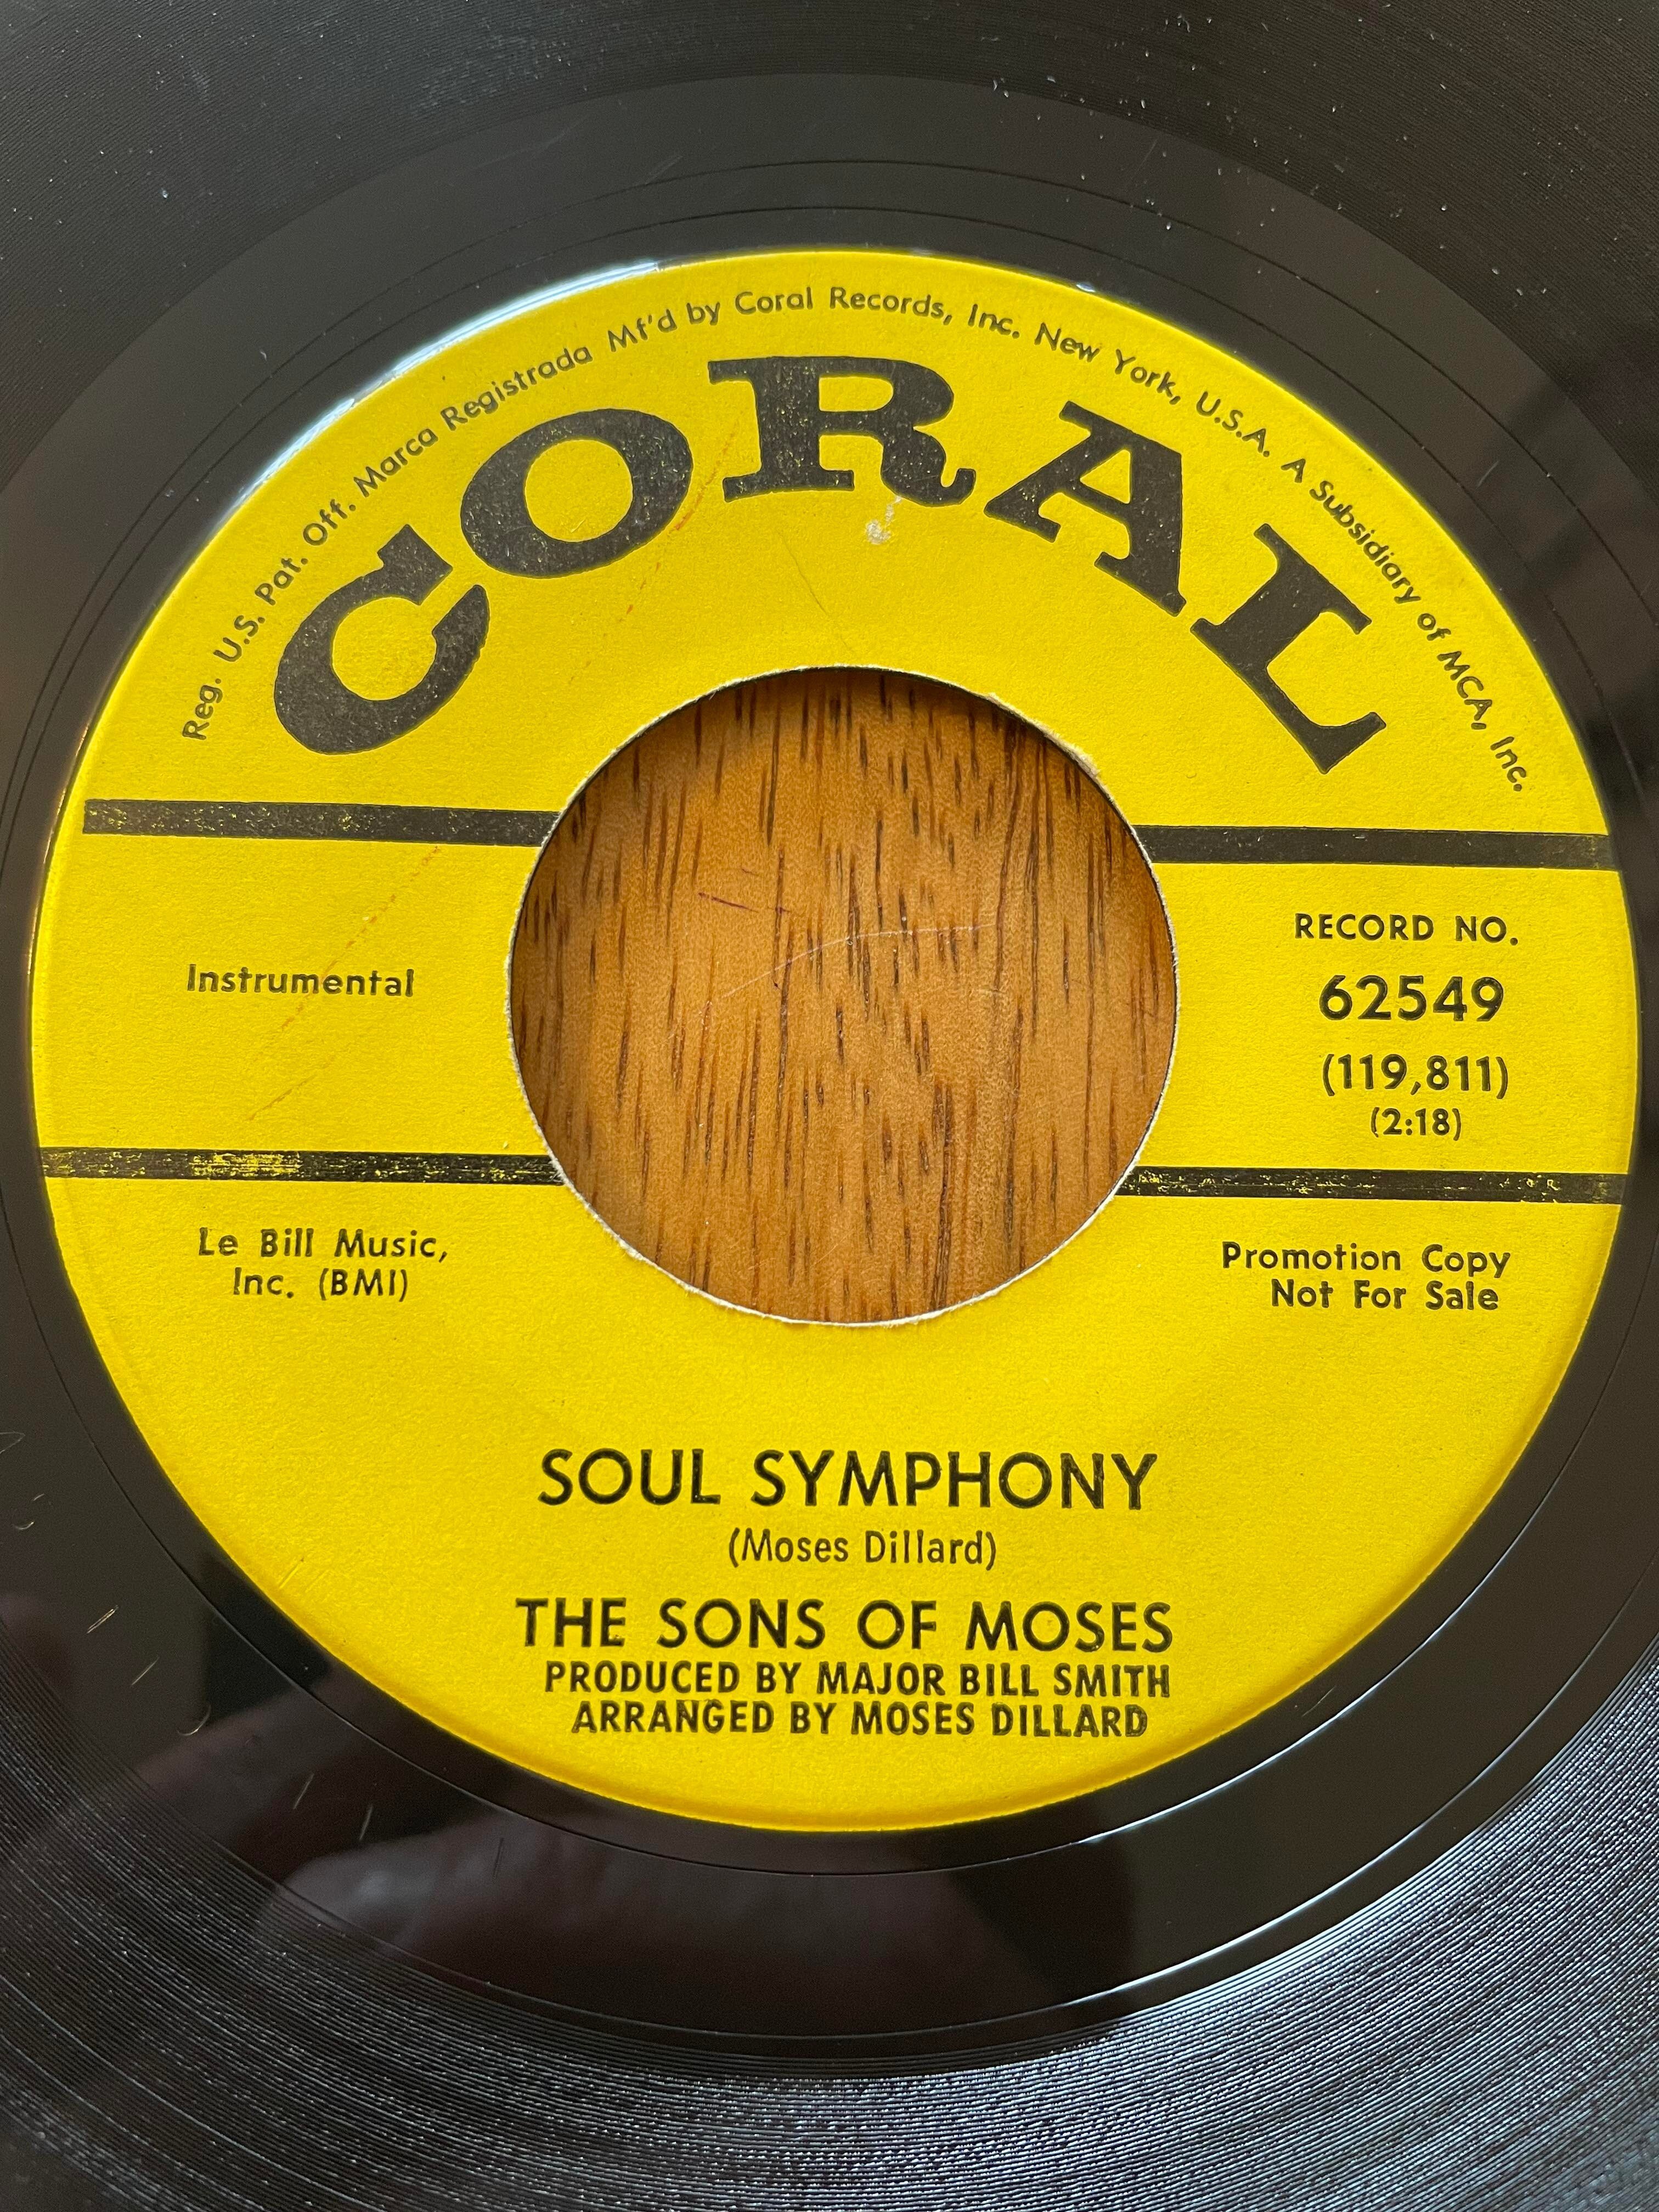 Reg. U.S. Pat. Off. Marca Registrada Mf'd by Coral Records, Inc. New York, U.S.A. A Subsidiary of MCA, Inc.
CORAL
Instrumental
RECORD NO.
62549
(119,811)
(2:18)
Le Bill Music,
Inc. (BMI)
Promotion Copy
Not For Sale
SOUL SYMPHONY
(Moses Dillard)
THE SONS OF MOSES
PRODUCED BY MAJOR BILL SMITH
ARRANGED BY MOSES DILLARD